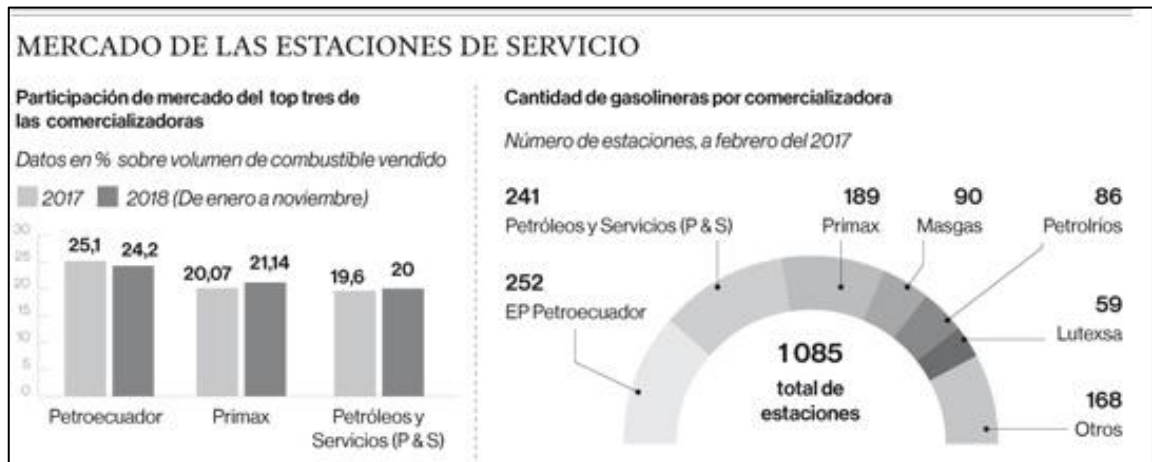 MERCADO DE LAS ESTACIONES DE SERVICIO
Participación de mercado del top tres de
las comercializadoras
Datos en % sobre volumen de combustible vendido
2017 2018 (De enero a noviembre)
30
25
20
15
10
5
0
25,1 24,2
20,07 21,14
19,6 20
Petroecuador Primax Petróleos y
Servicios (P & S)
Cantidad de gasolineras por comercializadora
Número de estaciones, a febrero del 2017
241
Petróleos y Servicios (P & S)
189
Primax
90
Masgas
86
Petrolrios
252
EP Petroecuador
59
Lutexsa
1 085
total de
estaciones
168
Otros